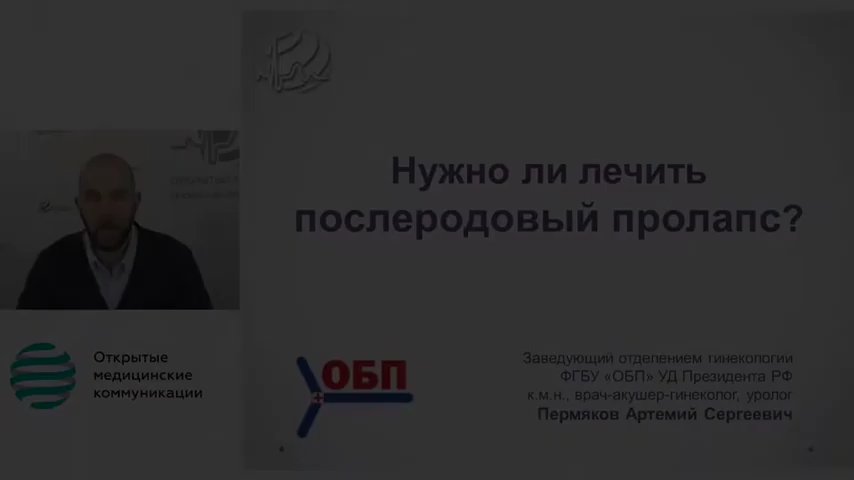 Нужно ли лечить
послеродовый пролапс?
Открытые
медицинские
коммуникации
ОБП
Заведующий отделением гинекологии
ФГБУ «ОБП» УД Президента РФ
к.м.н., врач-акушер-гинеколог, уролог
Пермяков Артемий Сергеевич